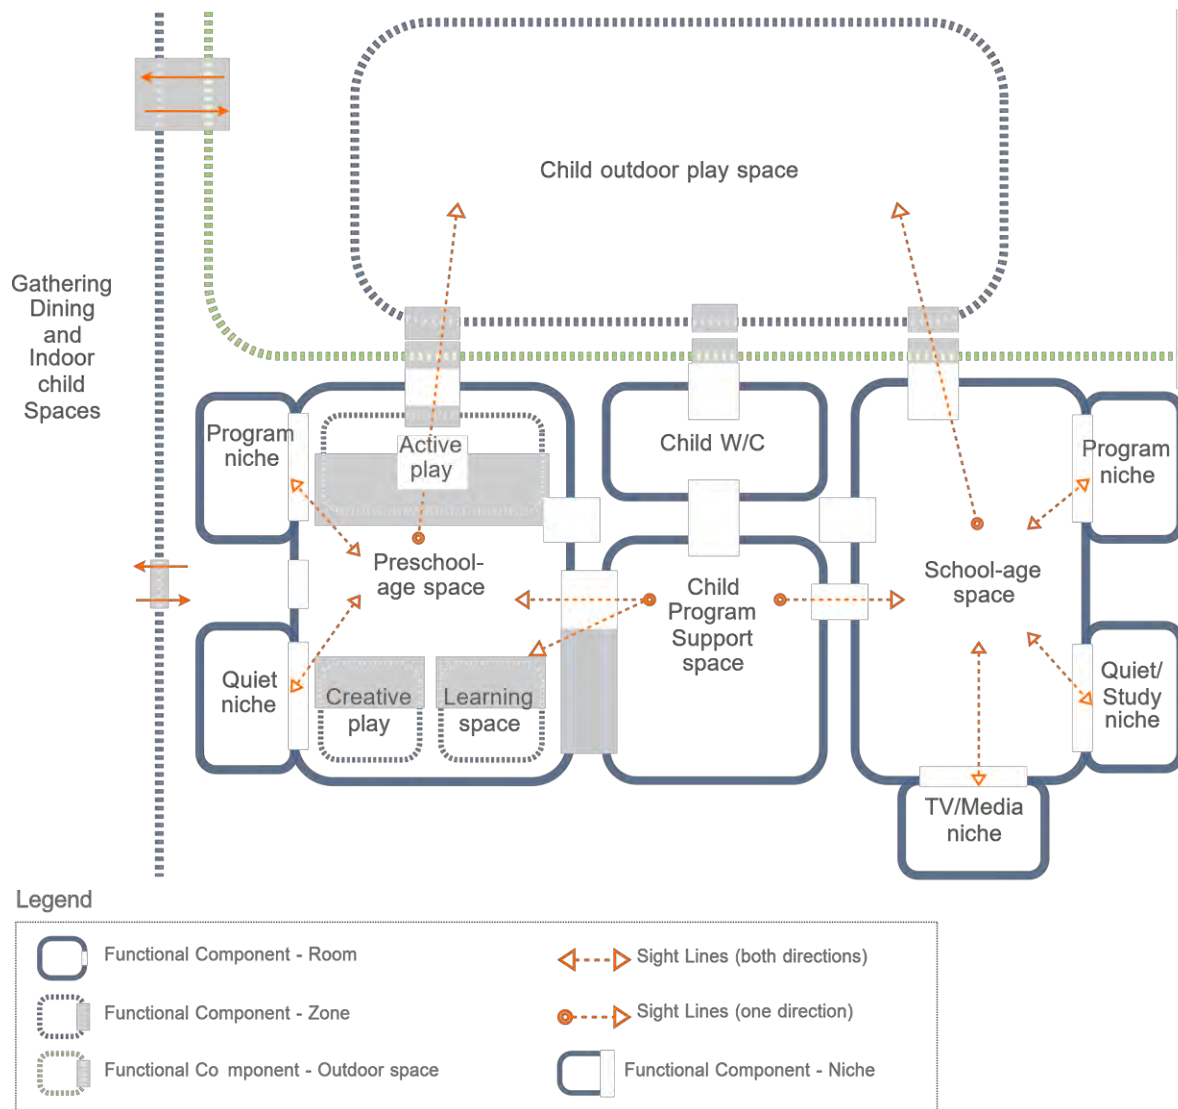 Child outdoor play space
Gathering
Dining
and
Indoor
child
Spaces
Program
niche
Active
play
Child W/C
Program
niche
Preschool-
age space
Child
Program
Support
space
School-age
space
Quiet
niche
Creative
play
Learning
space
Quiet/
Study
niche
TV/Media
niche
Legend
Functional Component - Room
Sight Lines (both directions)
Functional Component - Zone
Sight Lines (one direction)
Functional Co mponent - Outdoor space
Functional Component - Niche